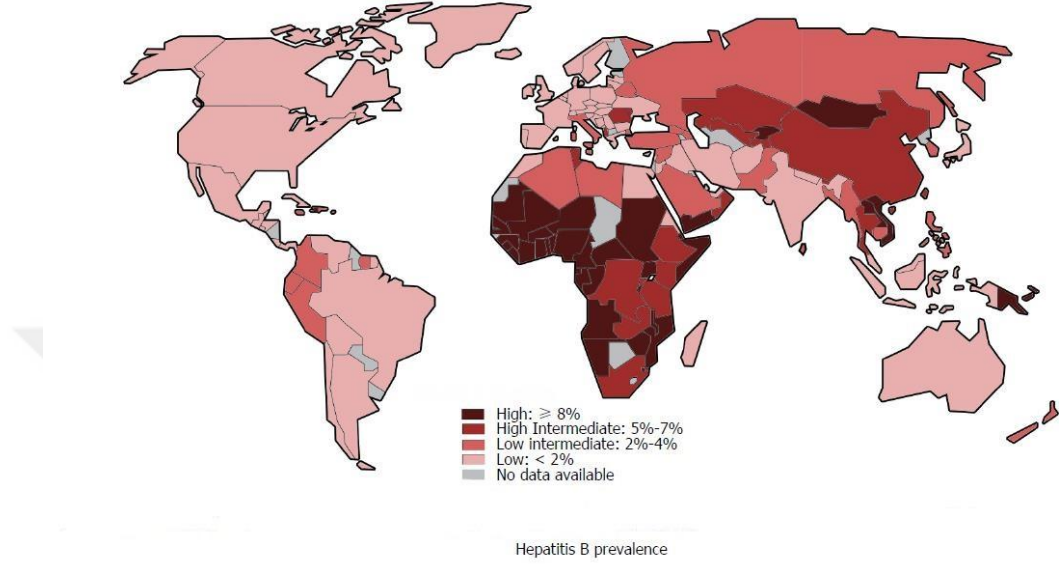 High: ≥ 8%
High Intermediate: 5%-7%
Low intermediate: 2%-4%
Low: < 2%
No data available
Hepatitis B prevalence